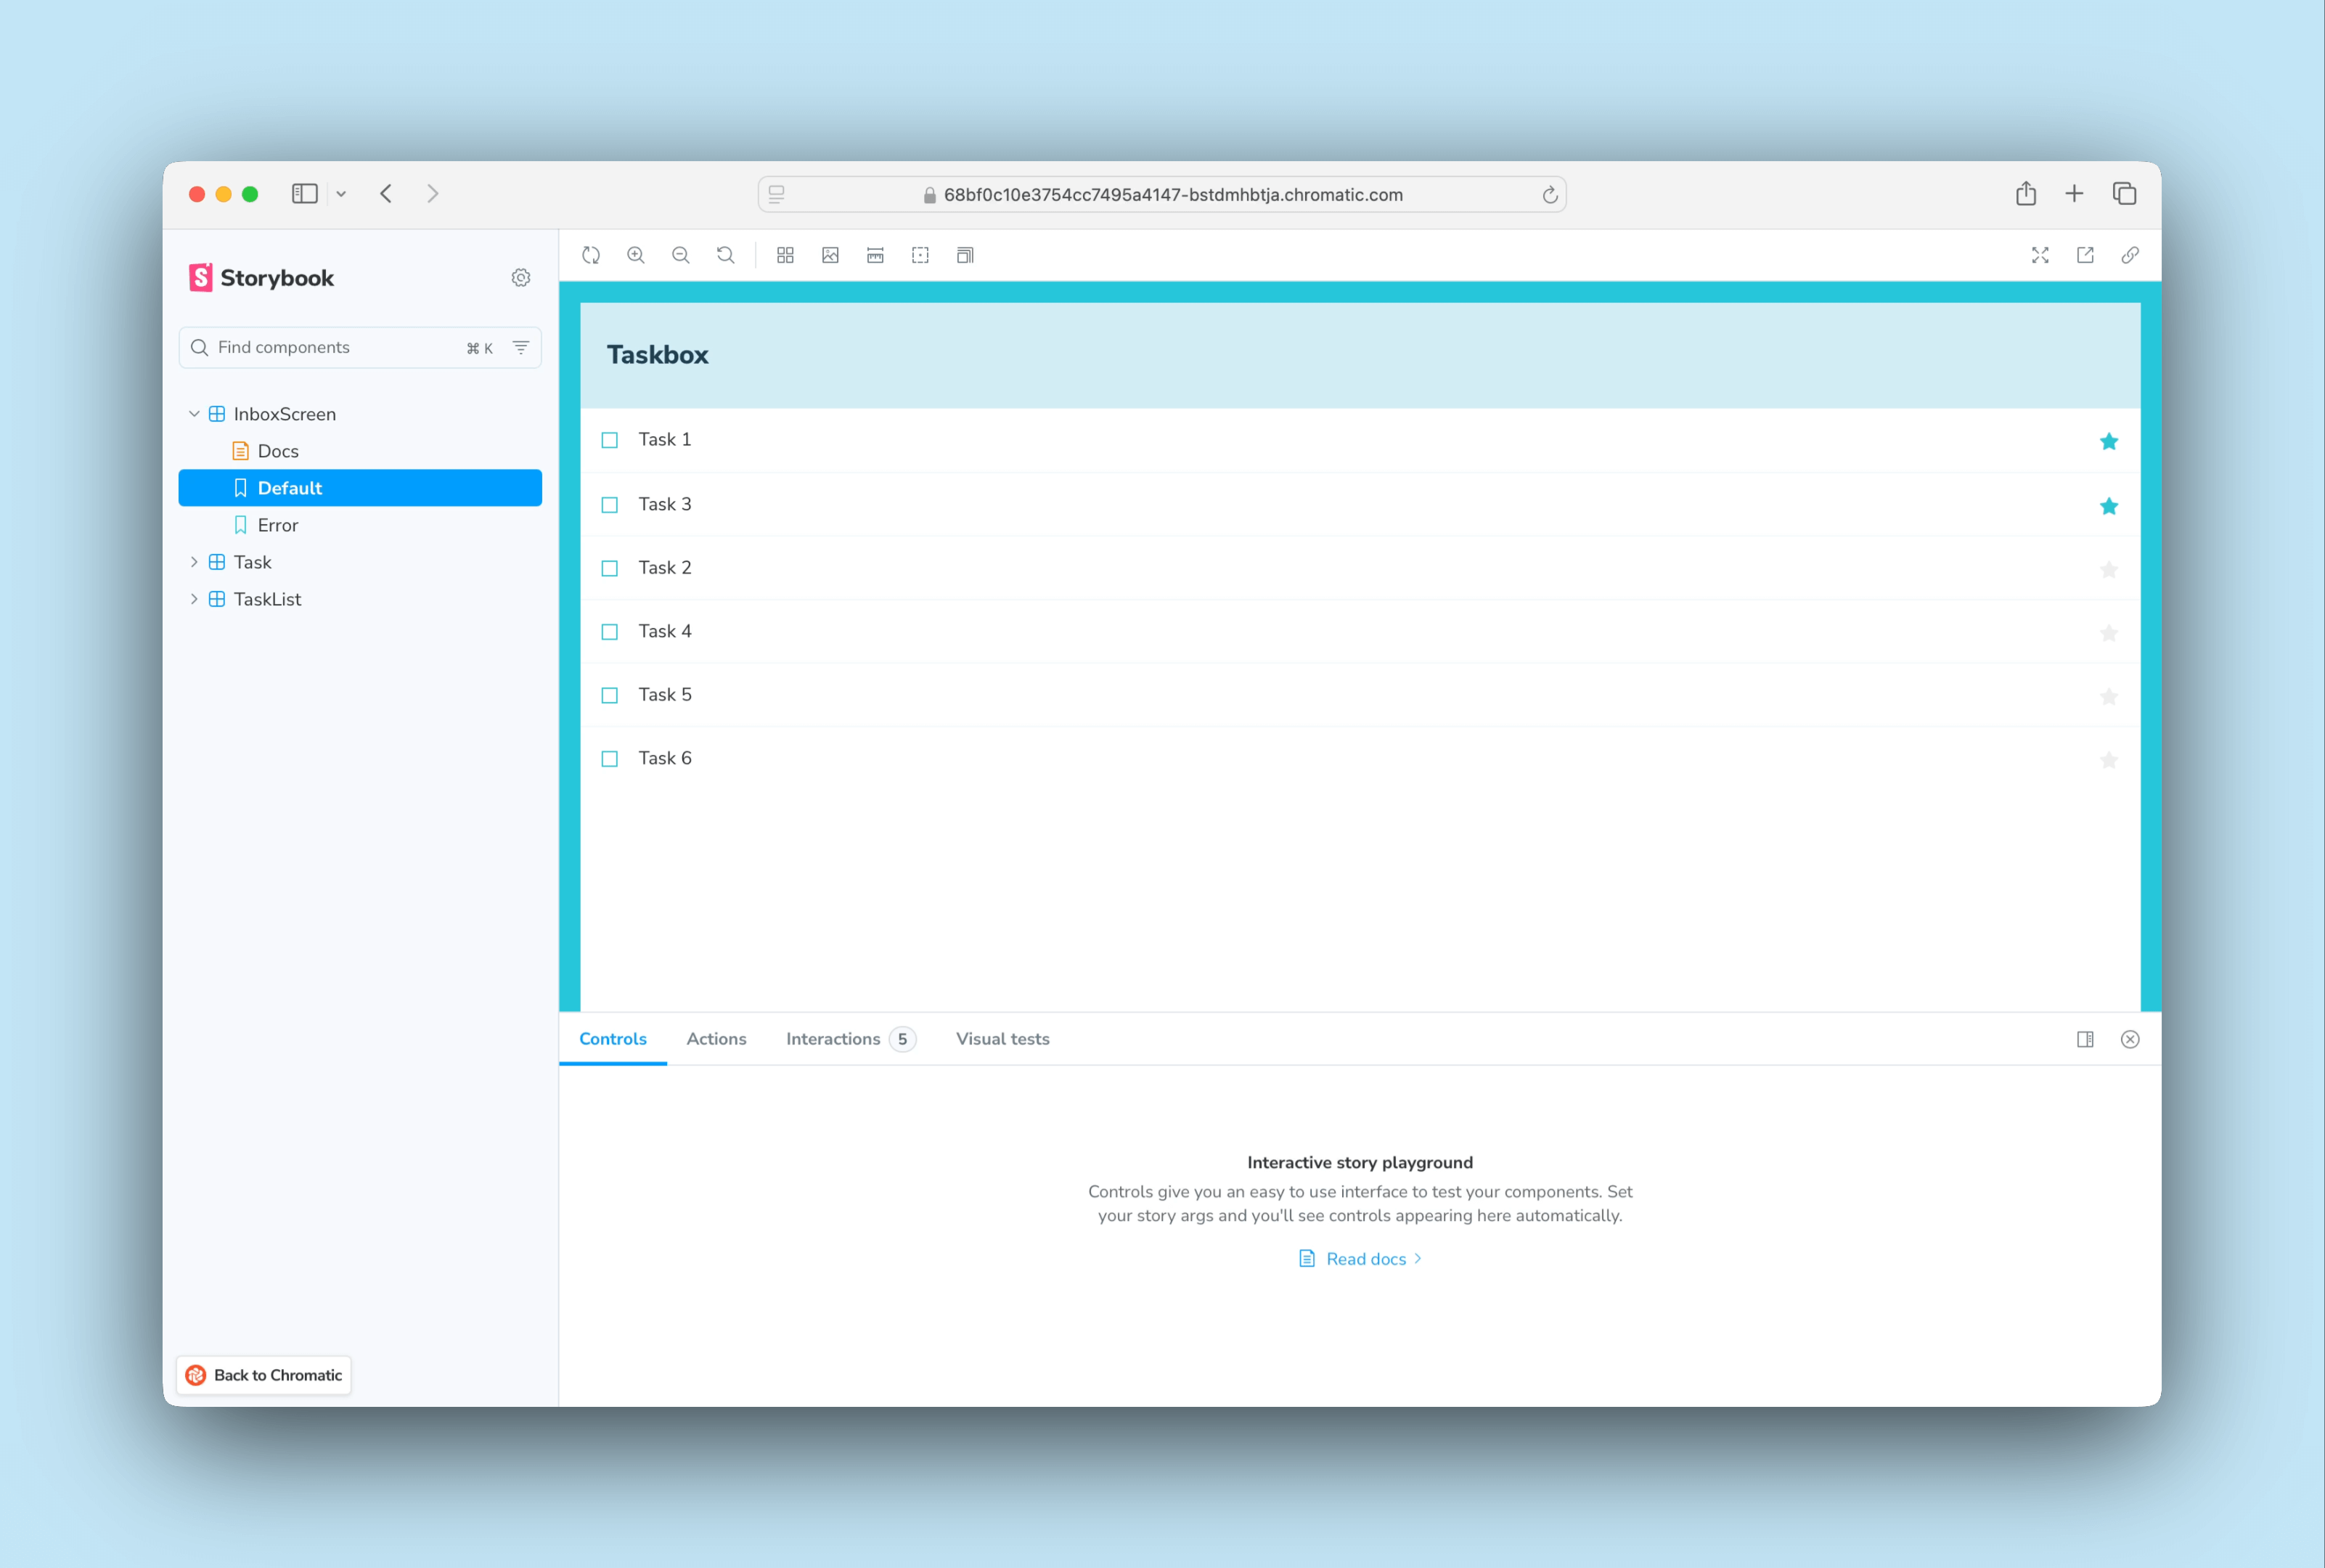 68bf0c10e3754cc7495a4147-bstdmhbtja.chromatic.com
Storybook
Find components
⌘ K
InboxScreen
Docs
Default
Error
Task
TaskList
Back to Chromatic
Taskbox
Task 1
Task 3
Task 2
Task 4
Task 5
Task 6
Controls Actions Interactions 5 Visual tests
Interactive story playground
Controls give you an easy to use interface to test your components. Set
your story args and you'll see controls appearing here automatically.
Read docs